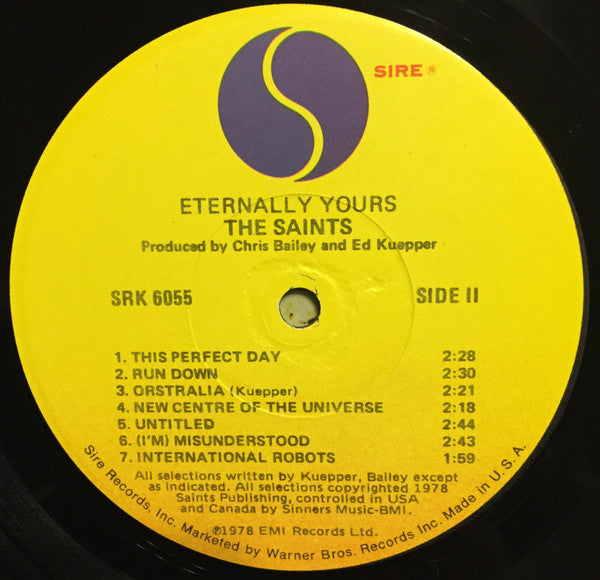 SIRE®
ETERNALLY YOURS
THE SAINTS
Produced by Chris Bailey and Ed Kuepper
SRK 6055 SIDE II
1. THIS PERFECT DAY 2:28
2. RUN DOWN 2:30
3. ORSTRALIA (Kuepper) 2:21
4. NEW CENTRE OF THE UNIVERSE 2:18
5. UNTITLED 2:44
6. (I'M) MISUNDERSTOOD 2:43
7. INTERNATIONAL ROBOTS 1:59
All selections written by Kuepper, Bailey except
as indicated. All selections copyrighted 1978
Saints Publishing, controlled in USA
and Canada by Sinners Music-BMI.
℗1978 EMI Records Ltd.
Sire Records, Inc. Marketed by Warner Bros. Records Inc. Made in U.S.A.